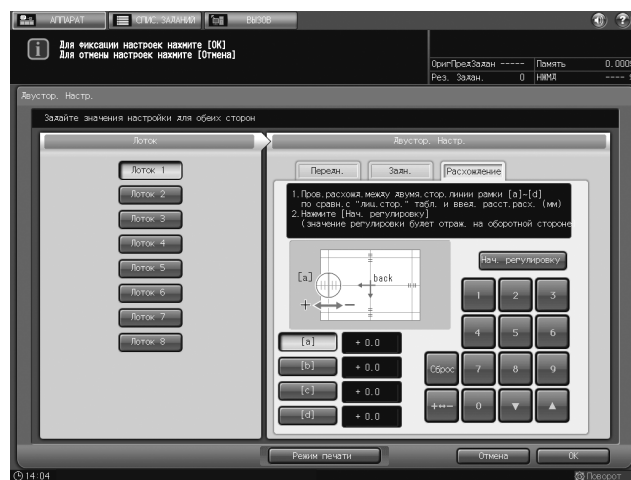 АППАРАТ
СПИС. ЗАДАНИЙ
ВЫЗОВ
Для фиксации настроек нажмите [OK]
Для отмены настроек нажмите [Отмена]
ОригПредЗадан -----
Память 0.000
Рез. Задан. 0
НЖМД ---- 1
Двустор. Настр.
Задайте значения настройки для обеих сторон
Лоток
Двустор. Настр.
Лоток 1
Лоток 2
Лоток 3
Лоток 4
Лоток 5
Лоток 6
Лоток 7
Лоток 8
Передн.
Задн.
Расхождение
1.Пров.расхожд.между двумя.стор.линии рамки [a]–[d]
по сравн.с "лиц.стор." табл. и введ. расст.расх. (мм)
2.Нажмите [Нач. регулировку]
(значение регулировки будет отраж. на оборотной стороне
[a]
back
+ –
Нач. регулировку
1 2 3
4 5 6
Сброс 7 8 9
+↔– 0 ▼ ▲
[a] + 0.0
[b] + 0.0
[c] + 0.0
[d] + 0.0
Режим печати
Отмена
OK
14:04
Поворот